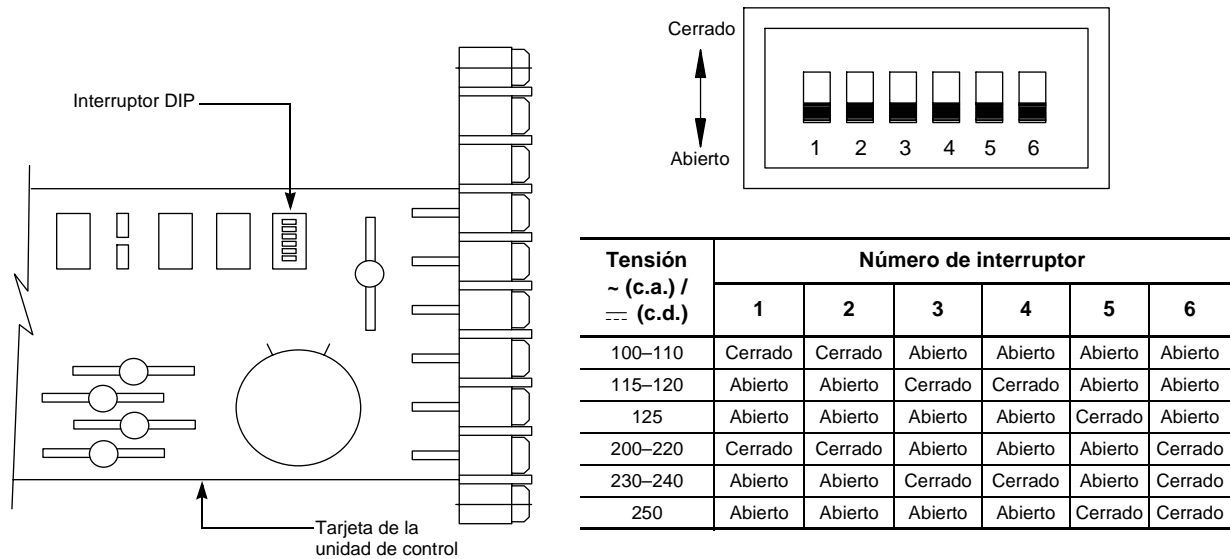 Interruptor DIP
Tarjeta de la
unidad de control
Cerrado
Abierto
1 2 3 4 5 6
Tensión
~ (c.a.) /
⎓ (c.d.)
Número de interruptor
1 2 3 4 5 6
100–110 Cerrado Cerrado Abierto Abierto Abierto Abierto
115–120 Abierto Abierto Cerrado Cerrado Abierto Abierto
125 Abierto Abierto Abierto Abierto Cerrado Abierto
200–220 Cerrado Cerrado Abierto Abierto Abierto Cerrado
230–240 Abierto Abierto Cerrado Cerrado Abierto Cerrado
250 Abierto Abierto Abierto Abierto Cerrado Cerrado